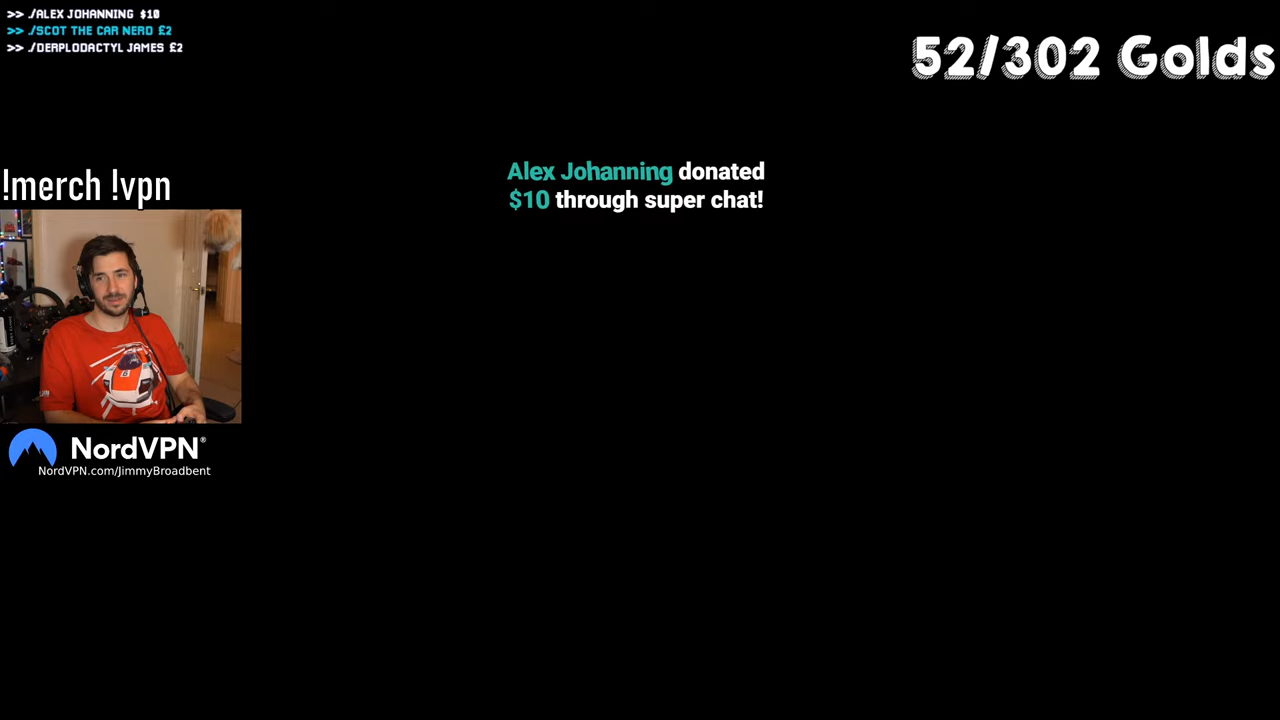 >> ./ALEX JOHANNING $10
>> ./SCOT THE CAR NERD £2
>> ./DERPLODACTYL JAMES £2
52/302 Golds
Alex Johanning donated
$10 through super chat!
!merch !vpn
NordVPN®
NordVPN.com/JimmyBroadbent